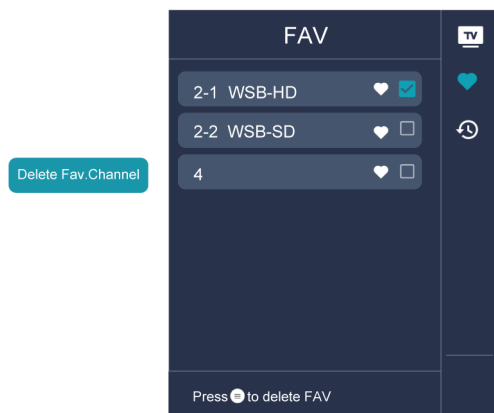 FAV
TV
2-1 WSB-HD
2-2 WSB-SD
4
Delete Fav.Channel
Press to delete FAV